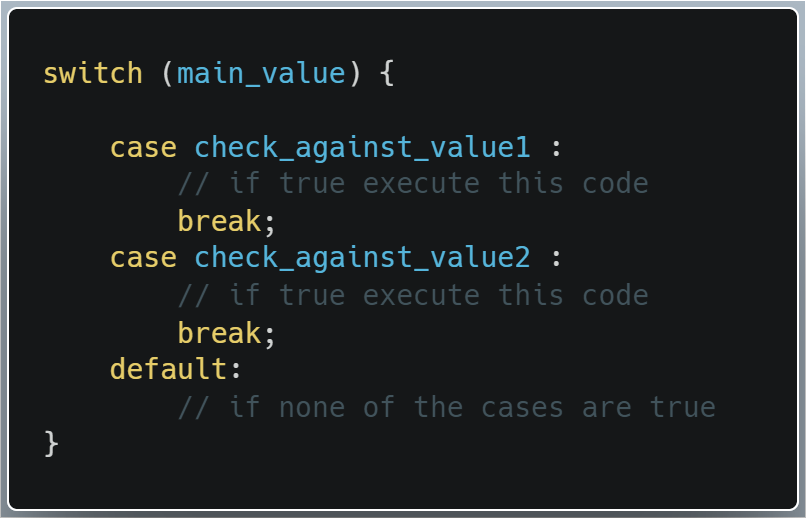 switch (main_value) {
    case check_against_value1 :
        // if true execute this code
        break;
    case check_against_value2 :
        // if true execute this code
        break;
    default:
        // if none of the cases are true
}